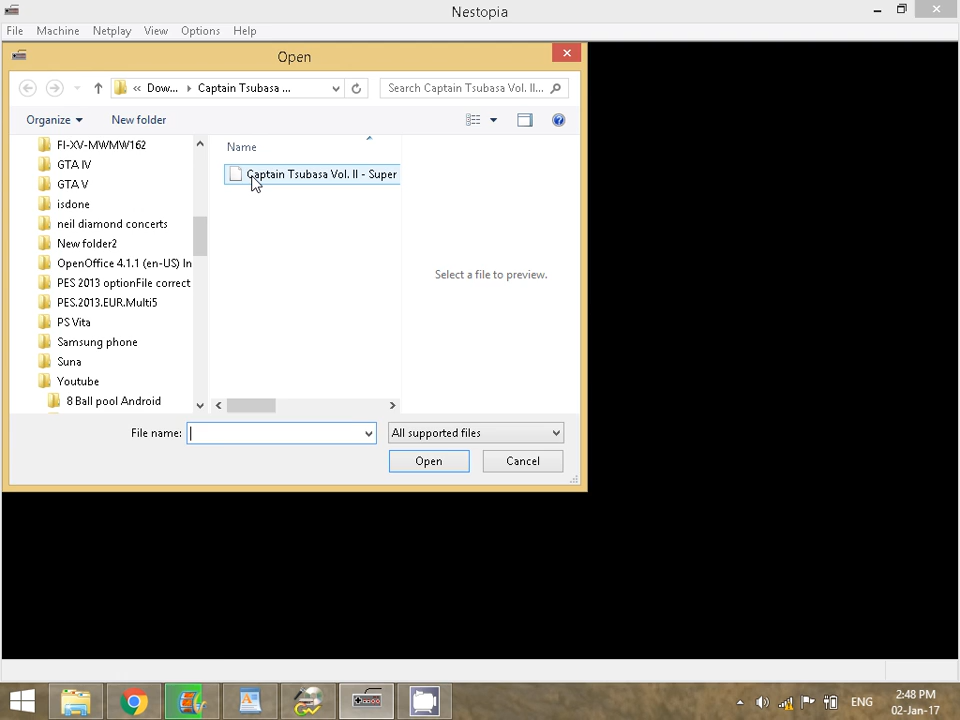 Nestopia
File Machine Netplay View Options Help
Open
« Dow... Captain Tsubasa ... Search Captain Tsubasa Vol. II...
Organize New folder
FI-XV-MWMW162
GTA IV
GTA V
isdone
neil diamond concerts
New folder2
OpenOffice 4.1.1 (en-US) In
PES 2013 optionFile correct
PES.2013.EUR.Multi5
PS Vita
Samsung phone
Suna
Youtube
8 Ball pool Android
Name
Captain Tsubasa Vol. II - Super
Select a file to preview.
File name: All supported files
Open Cancel
ENG
2:48 PM
02-Jan-17